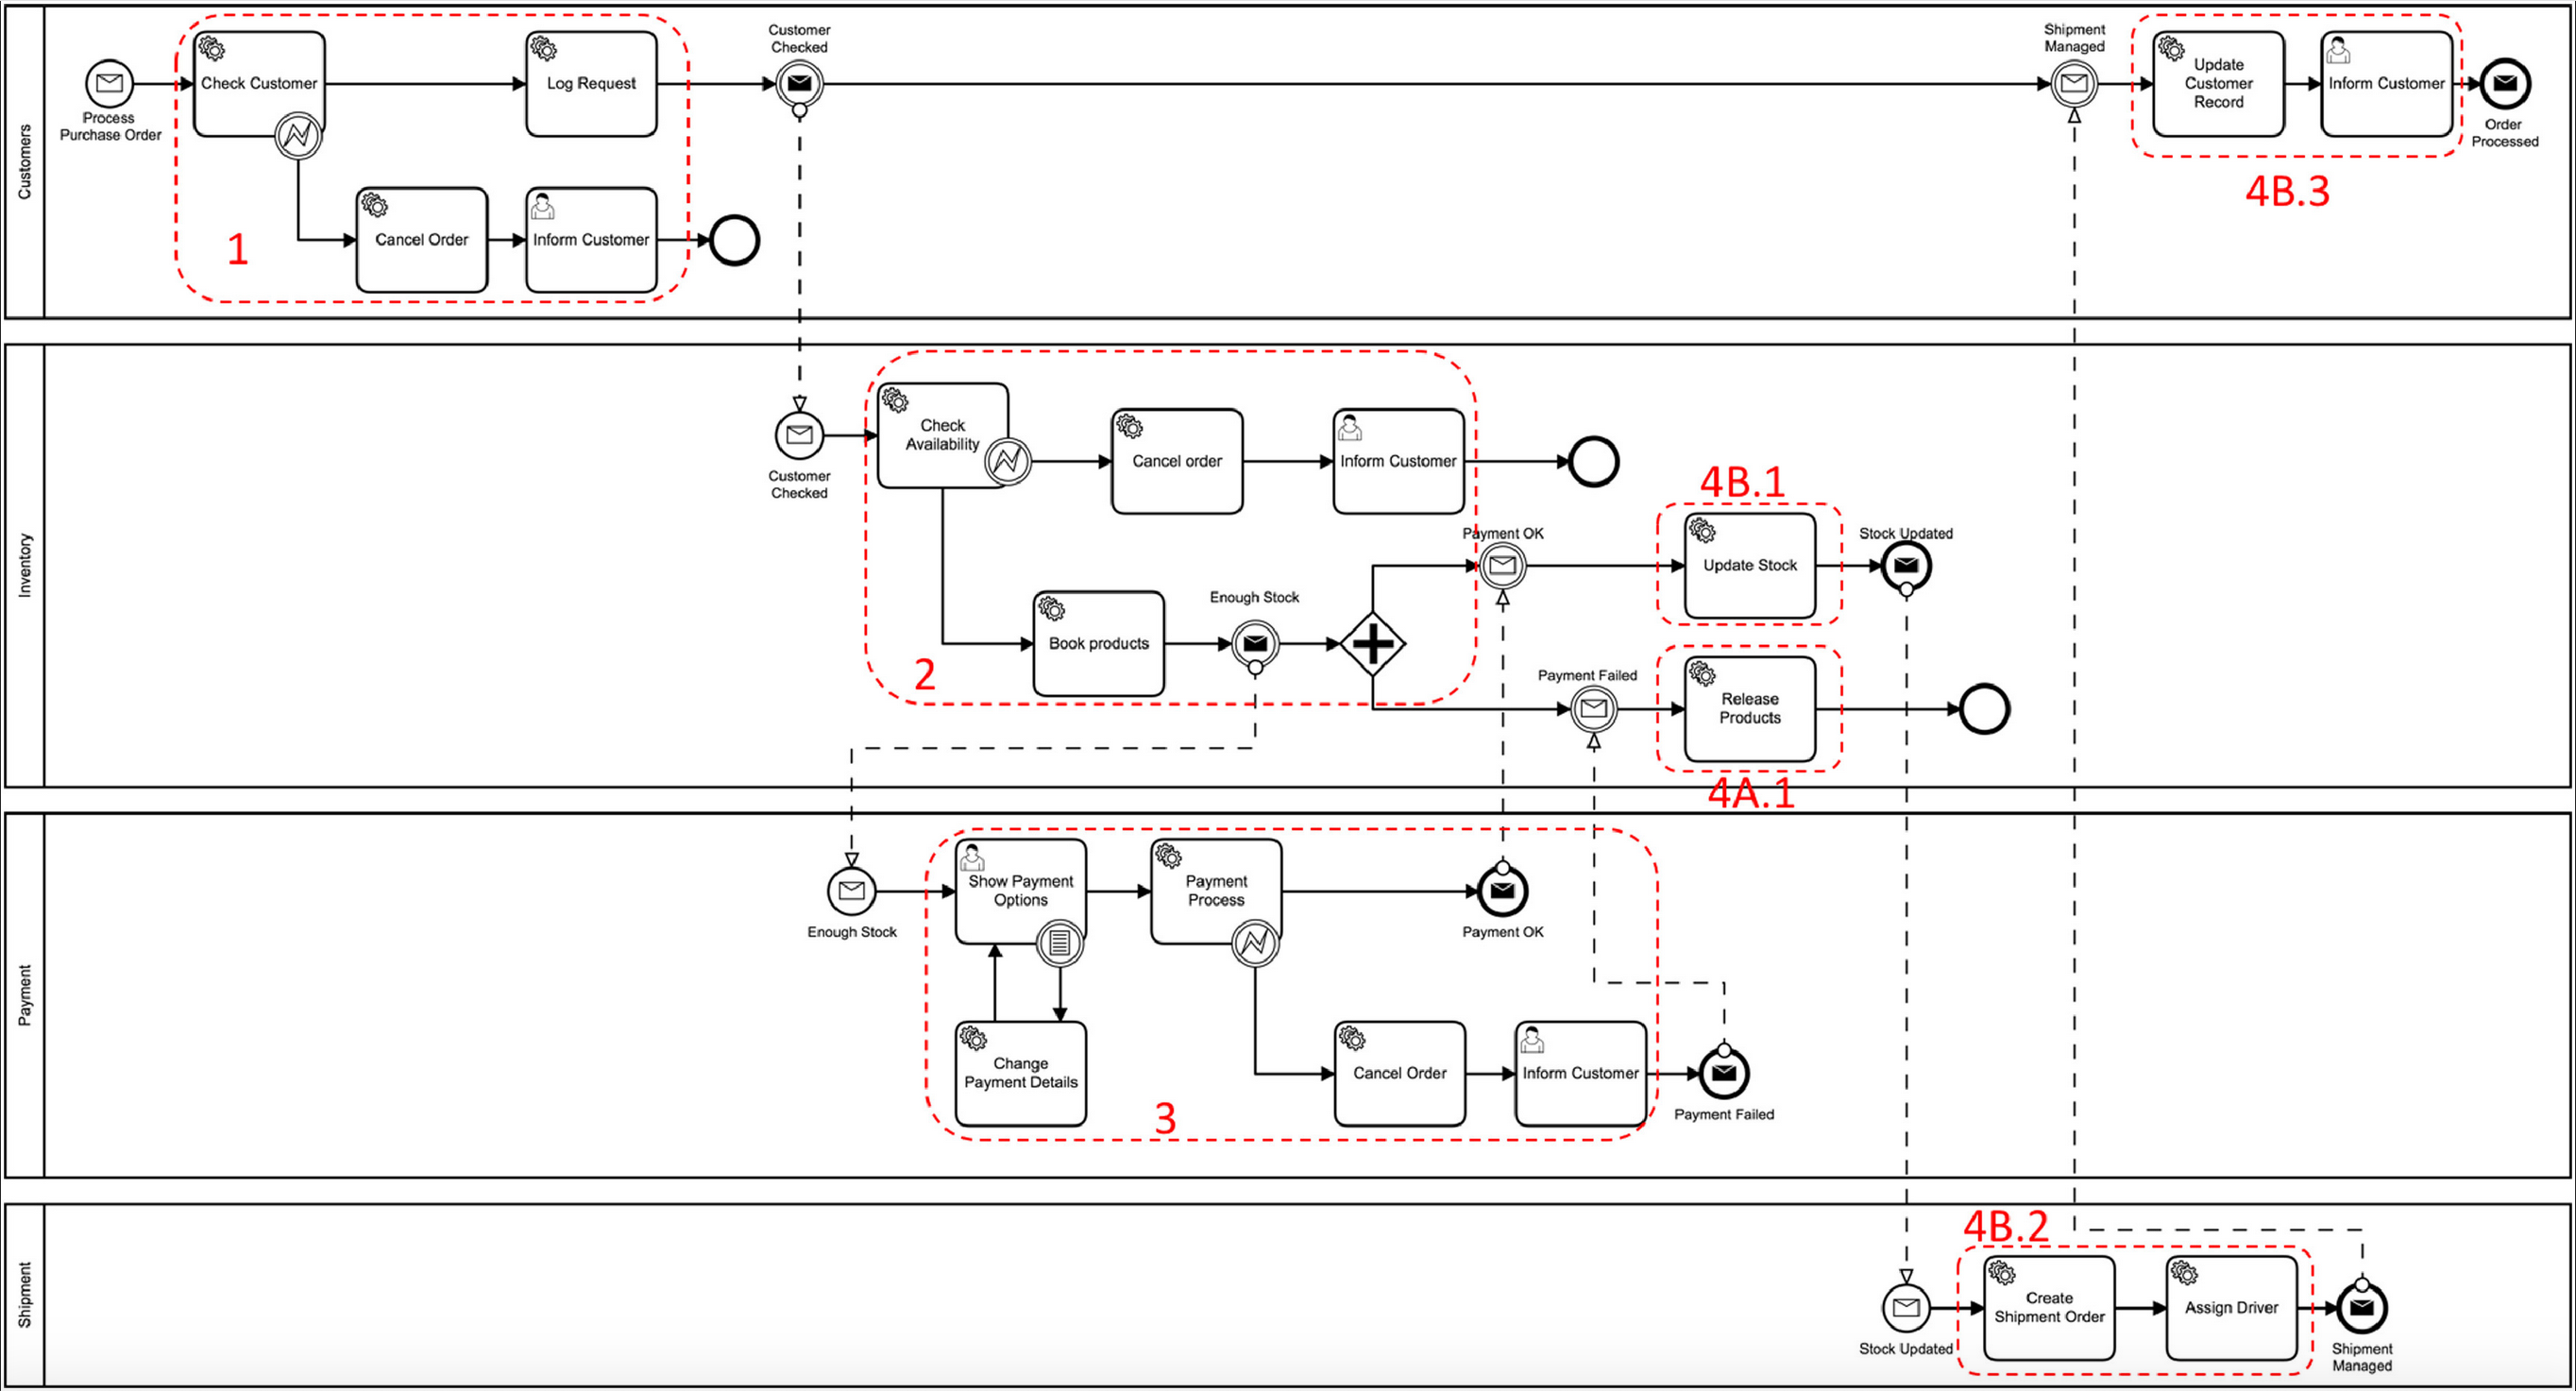 Customers
Process
Purchase Order
Check Customer
Log Request
Customer
Checked
Shipment
Managed
Update
Customer
Record
Inform Customer
Order
Processed
4B.3
Cancel Order
Inform Customer
1
Inventory
Customer
Checked
Check
Availability
Cancel order
Inform Customer
4B.1
Payment OK
Update Stock
Stock Updated
Book products
Enough Stock
2
Payment Failed
Release
Products
4A.1
Payment
Enough Stock
Show Payment
Options
Payment
Process
Payment OK
Change
Payment Details
Cancel Order
Inform Customer
Payment Failed
3
Shipment
4B.2
Stock Updated
Create
Shipment Order
Assign Driver
Shipment
Managed